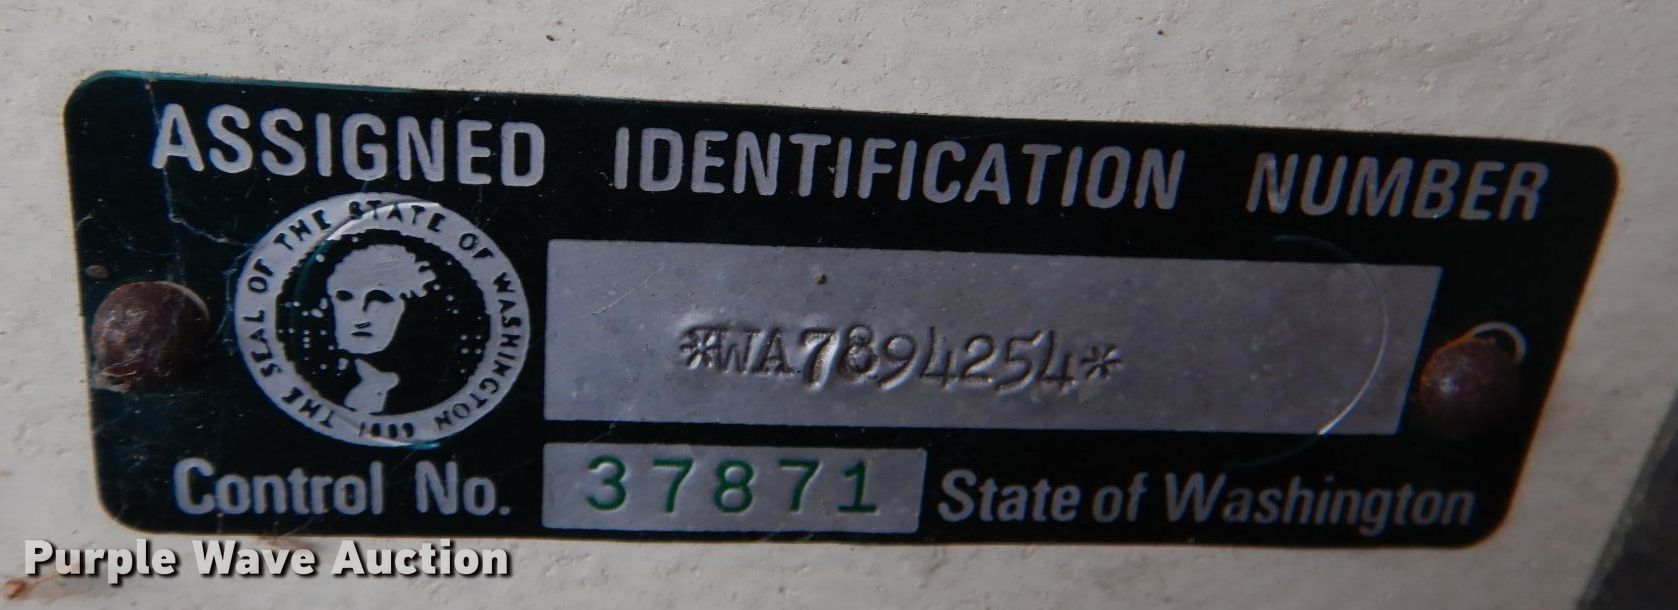 ASSIGNED IDENTIFICATION NUMBER
THE SEAL OF THE STATE OF WASHINGTON
1889
*WA7894254*
Control No. 37871 State of Washington
Purple Wave Auction